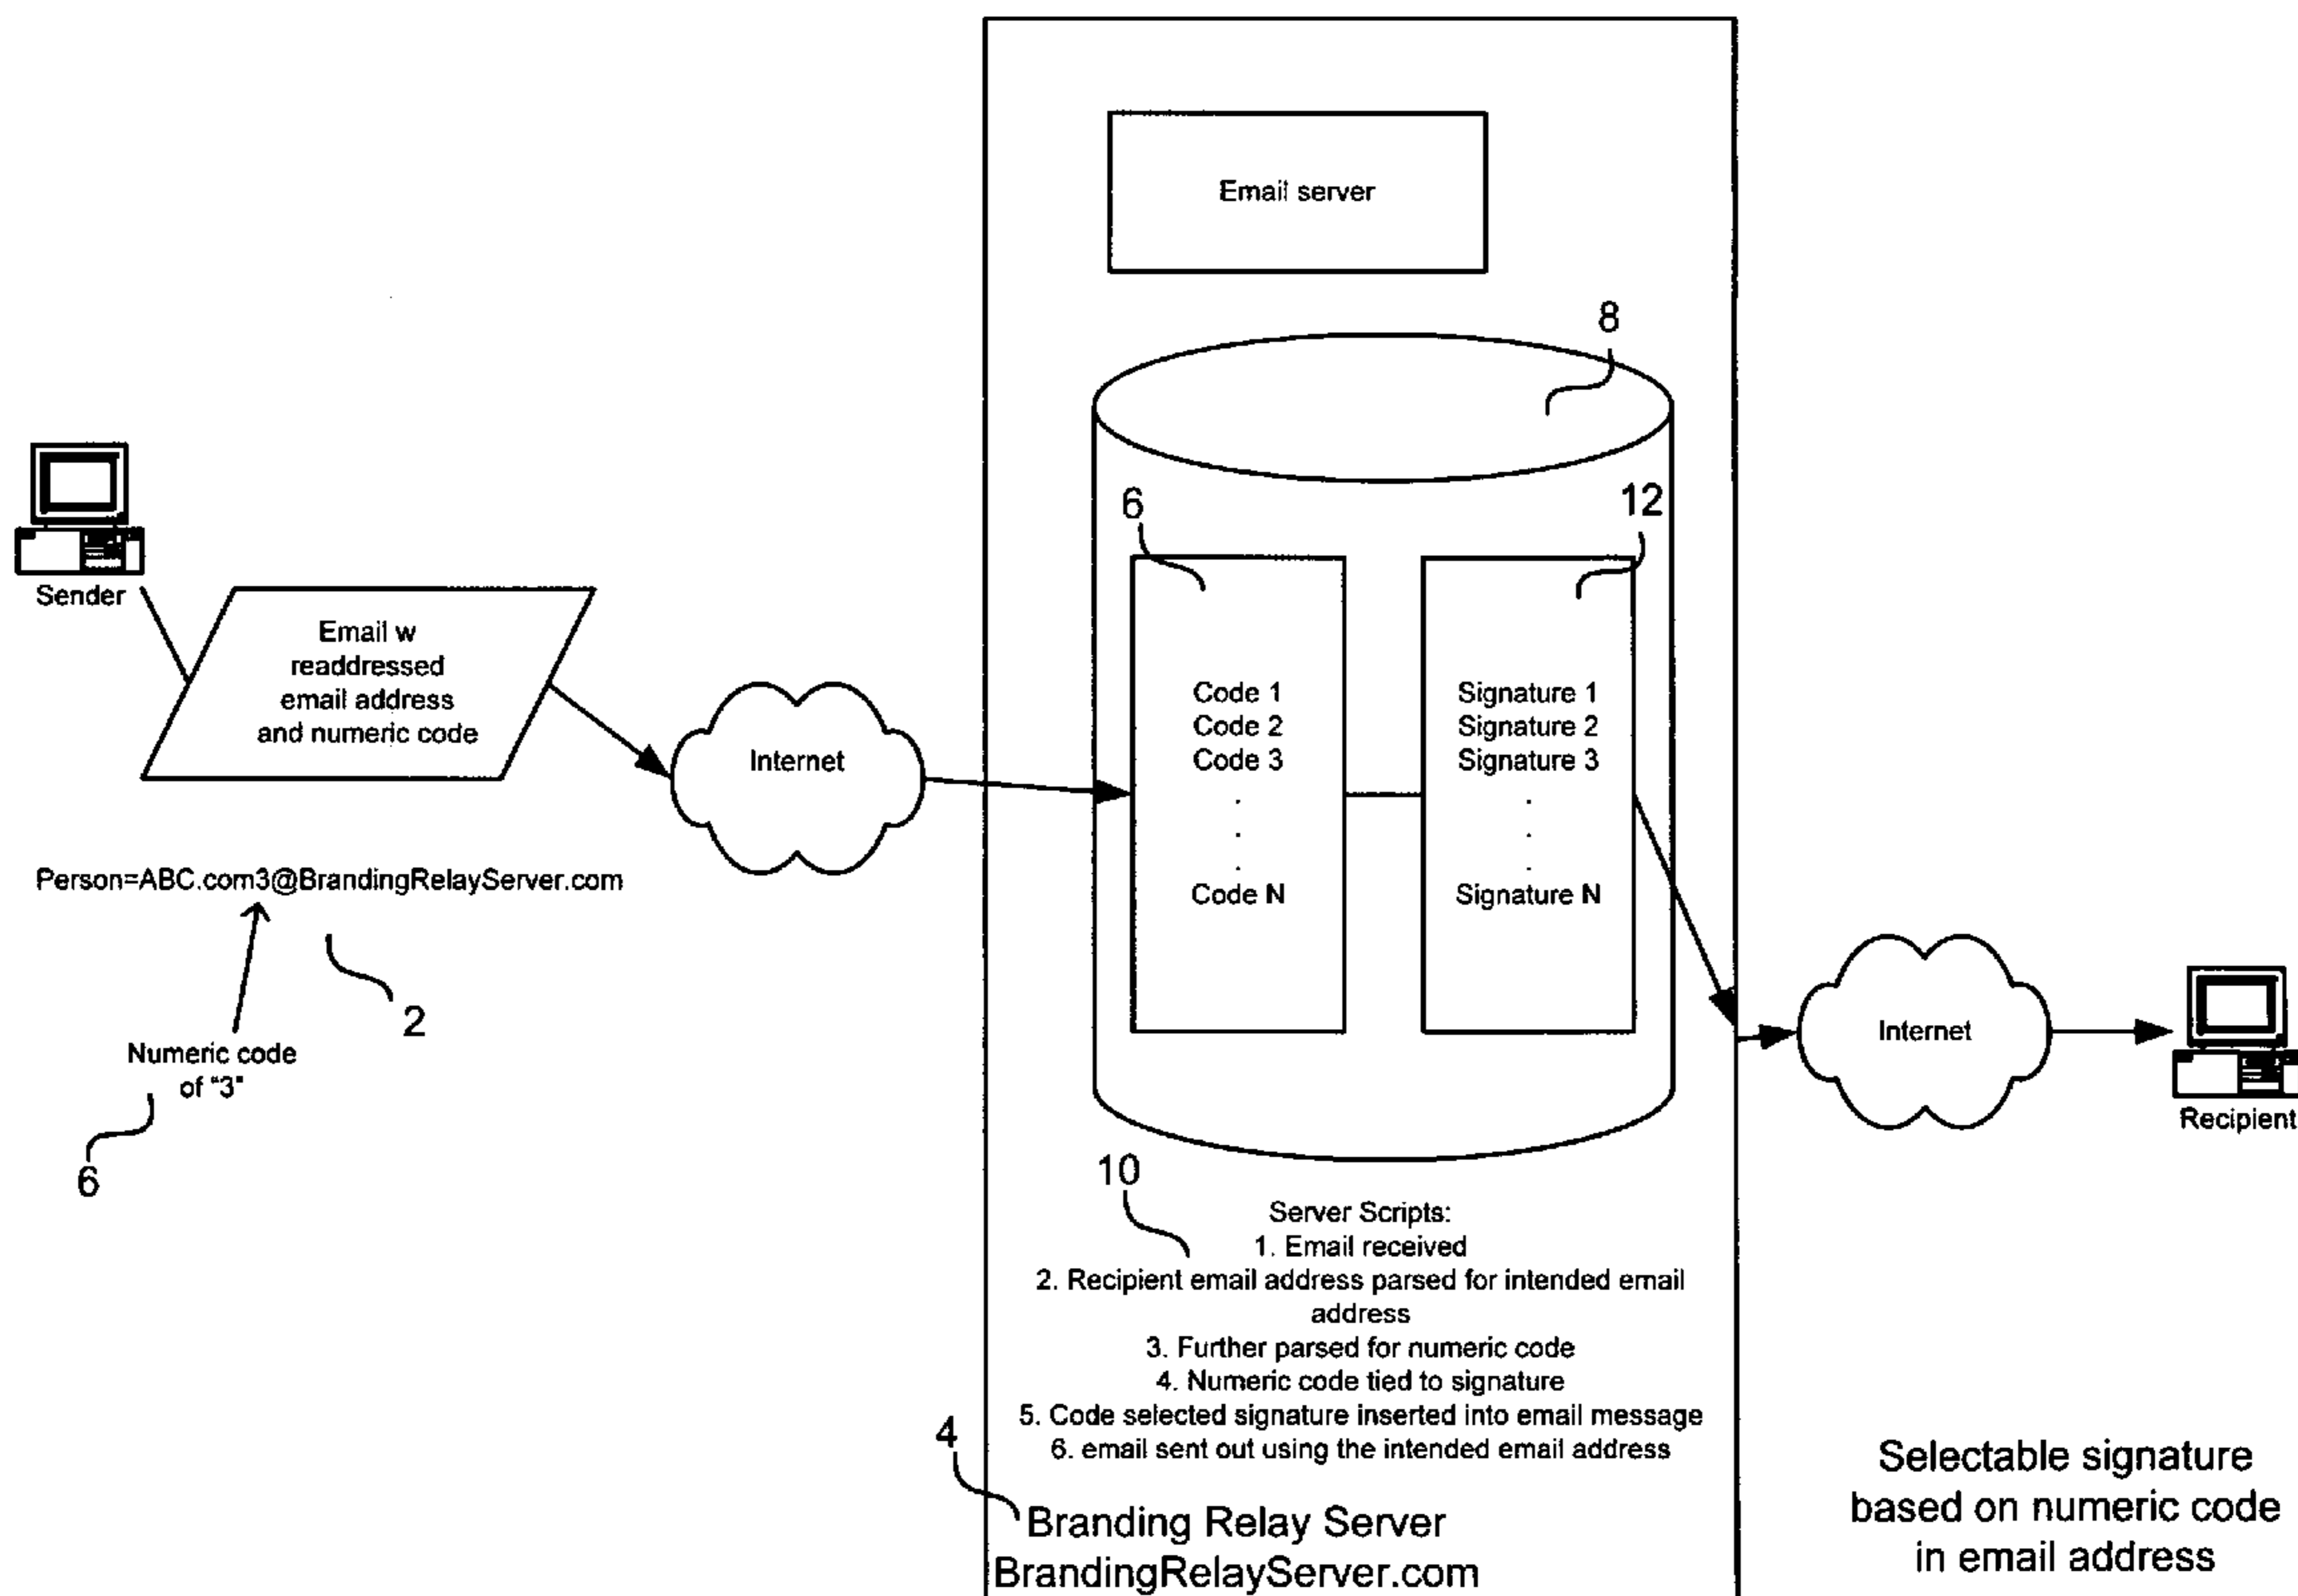 Email server
8
6
12
Sender
Email w
readdressed
email address
and numeric code
Internet
Code 1
Code 2
Code 3
.
.
.
Code N
Signature 1
Signature 2
Signature 3
.
.
.
Signature N
Person=ABC.com3@BrandingRelayServer.com
2
Numeric code
of "3"
6
Internet
Recipient
10
Server Scripts:
1. Email received
2. Recipient email address parsed for intended email
address
3. Further parsed for numeric code
4. Numeric code tied to signature
5. Code selected signature inserted into email message
6. email sent out using the intended email address
4
Branding Relay Server
BrandingRelayServer.com
Selectable signature
based on numeric code
in email address